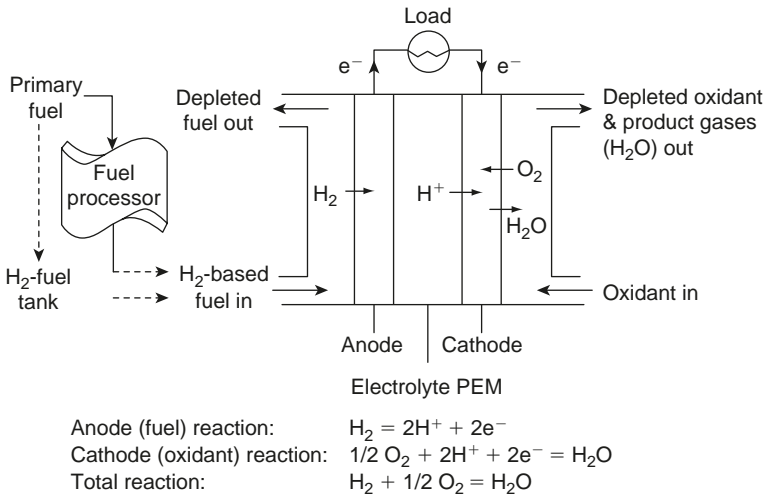 Load
e⁻
e⁻
Primary
fuel
Depleted
fuel out
Depleted oxidant
& product gases
(H₂O) out
Fuel
processor
H₂
H⁺
O₂
H₂O
H₂-fuel
tank
H₂-based
fuel in
Oxidant in
Anode
Cathode
Electrolyte PEM
Anode (fuel) reaction: H₂ = 2H⁺ + 2e⁻
Cathode (oxidant) reaction: 1/2 O₂ + 2H⁺ + 2e⁻ = H₂O
Total reaction: H₂ + 1/2 O₂ = H₂O